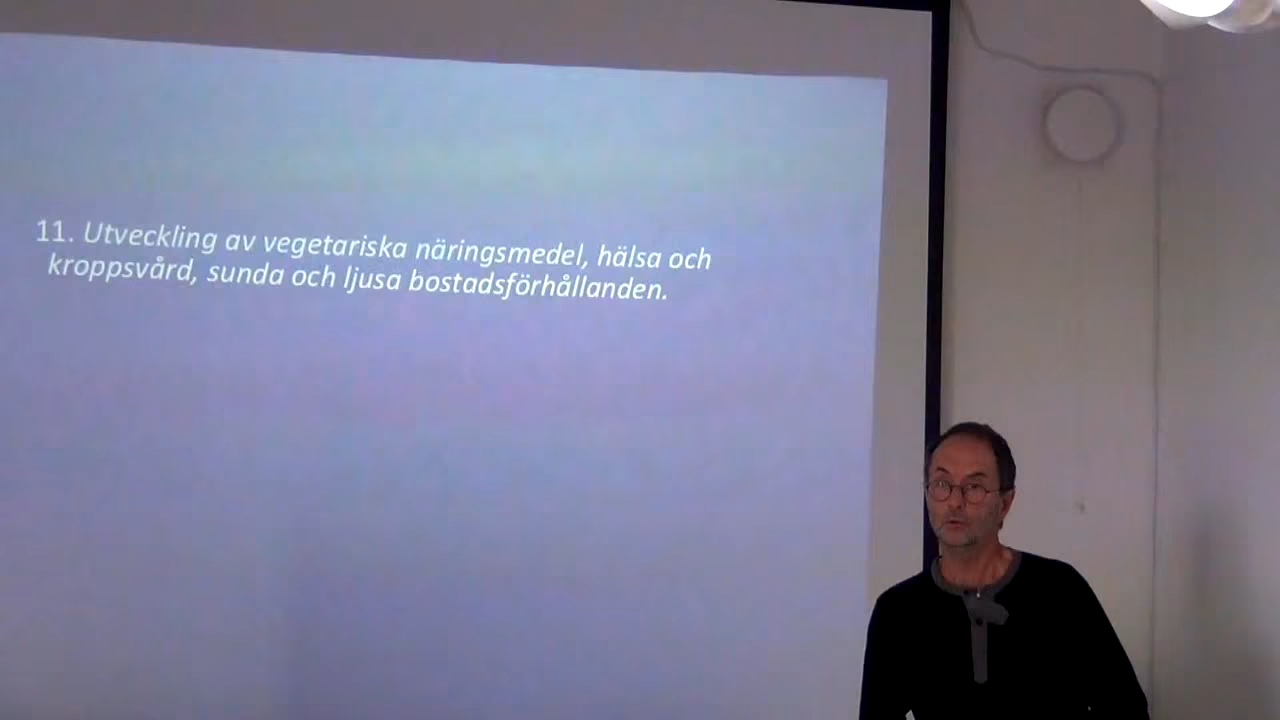 11. Utveckling av vegetariska näringsmedel, hälsa och
kroppsvård, sunda och ljusa bostadsförhållanden.